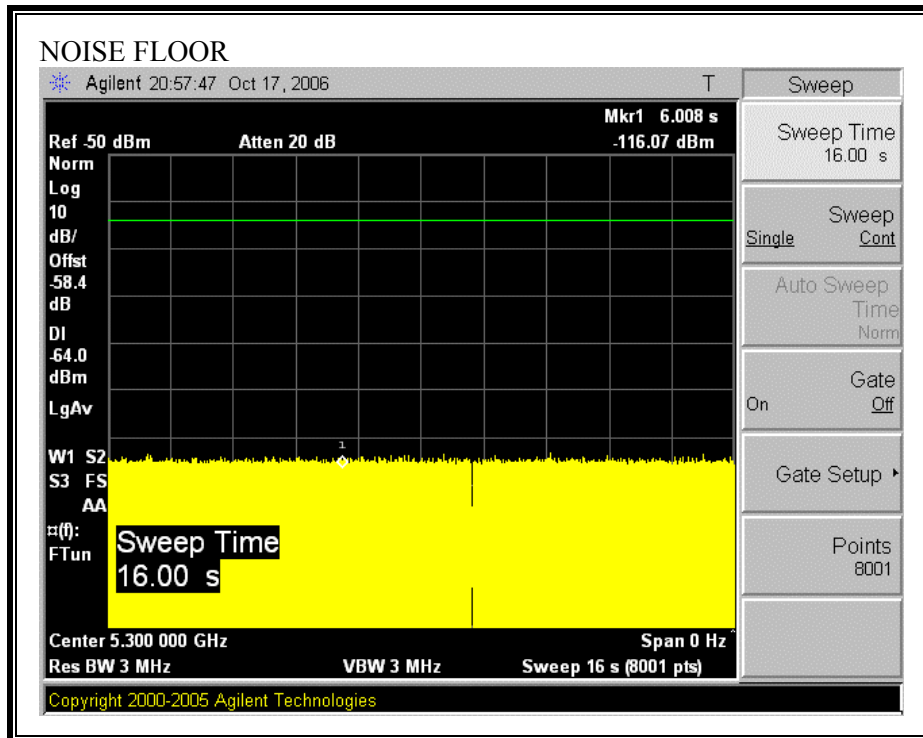 NOISE FLOOR
Agilent 20:57:47 Oct 17, 2006 T
Mkr1 6.008 s
Ref -50 dBm Atten 20 dB -116.07 dBm
Norm
Log
10
dB/
Offst
-58.4
dB
DI
-64.0
dBm
LgAv
W1 S2
S3 FS
AA
¤(f):
FTun
1
Sweep Time
16.00 s
Center 5.300 000 GHz Span 0 Hz^
Res BW 3 MHz VBW 3 MHz Sweep 16 s (8001 pts)
Copyright 2000-2005 Agilent Technologies
Sweep
Sweep Time
16.00 s
Sweep
Single Cont
Auto Sweep
Time
Norm
Gate
On Off
Gate Setup
Points
8001